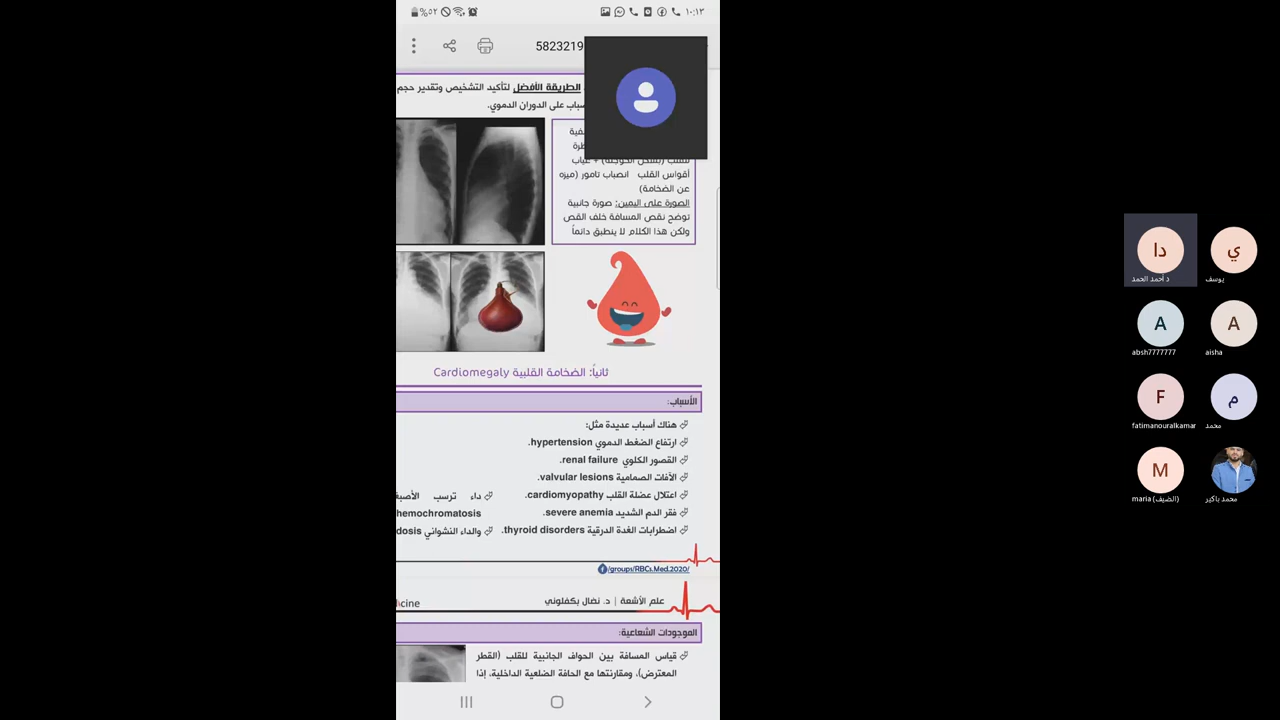 ٥٢%
١٠:١٣
5823219
الطريقة الأفضل لتأكيد التشخيص وتقدير حجم
على الدوران الدموي.
أقواس القلب انصباب تامور (ميزه
عن الضخامة)
الصورة على اليمين: صورة جانبية
توضح نقص المسافة خلف القص
ولكن هذا الكلام لا ينطبق دائماً
ثانياً: الضخامة القلبية Cardiomegaly
الأسباب:
هناك أسباب عديدة مثل:
ارتفاع الضغط الدموي hypertension.
القصور الكلوي renal failure.
الآفات الصمامية valvular lesions.
اعتلال عضلة القلب cardiomyopathy.
فقر الدم الشديد severe anemia.
اضطرابات الغدة الدرقية thyroid disorders.
داء ترسب
hemochromatosis
والداء النشواني
/groups/RBCs.Med.2020/
علم الأشعة | د. نضال بكفلوني
الموجودات الشعاعية:
قياس المسافة بين الحواف الجانبية للقلب (القطر
المعترض)، ومقارنتها مع الحافة الضلعية الداخلية، إذا
دا
د أحمد الحمد
ي
يوسف
A
absh7777777
A
aisha
F
fatimanouralkamar
م
محمد
M
maria (الضيف)
محمد باكير